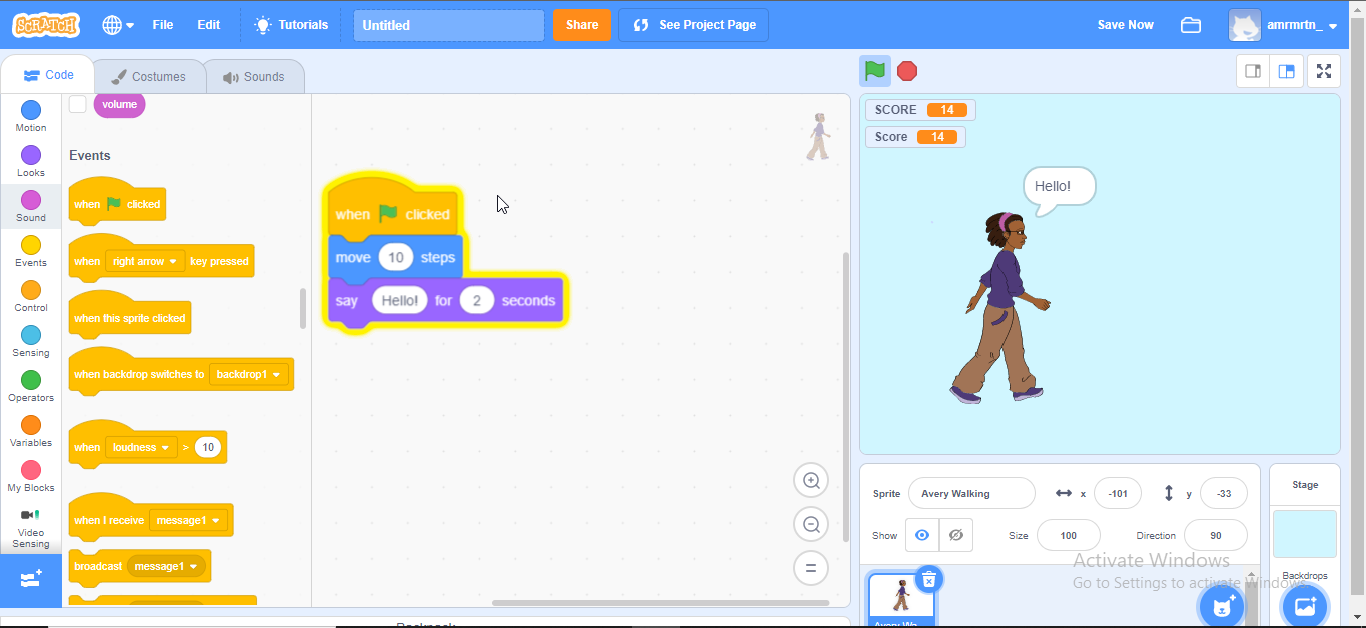 SCRATCH File Edit Tutorials Untitled Share See Project Page Save Now amrmrtn_
Code Costumes Sounds
Motion
Looks
Sound
Events
Control
Sensing
Operators
Variables
My Blocks
Video
Sensing
volume
Events
when clicked
when right arrow key pressed
when this sprite clicked
when backdrop switches to backdrop1
when loudness > 10
when I receive message1
broadcast message1
when clicked
move 10 steps
say Hello! for 2 seconds
SCORE 14
Score 14
Hello!
Sprite Avery Walking x -101 y -33
Show Size 100 Direction 90
Stage
Backdrops
Activate Windows
Go to Settings to activate Windows.